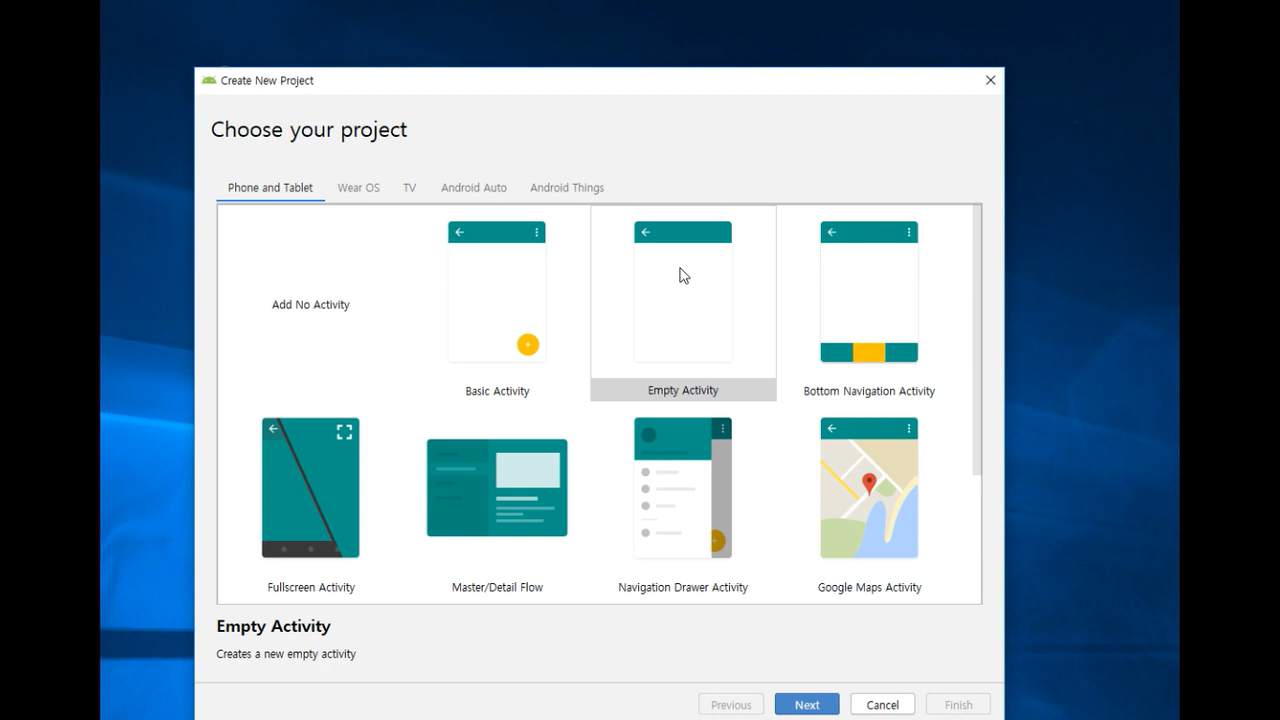 Create New Project
Choose your project
Phone and Tablet Wear OS TV Android Auto Android Things
Add No Activity
Basic Activity
Empty Activity
Bottom Navigation Activity
Fullscreen Activity
Master/Detail Flow
Navigation Drawer Activity
Google Maps Activity
Empty Activity
Creates a new empty activity
Previous Next Cancel Finish